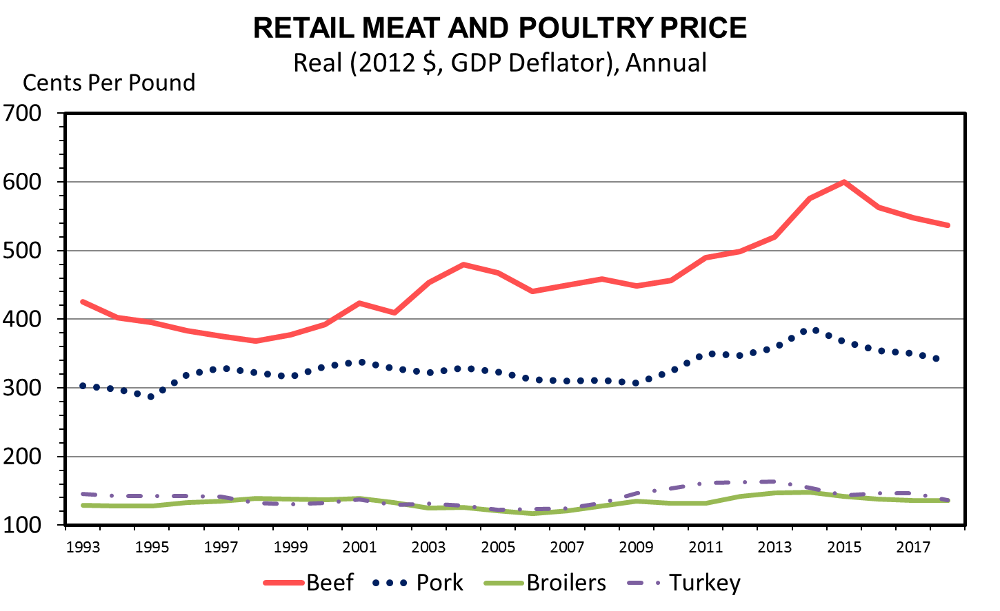 RETAIL MEAT AND POULTRY PRICE
Real (2012 $, GDP Deflator), Annual
Cents Per Pound
700
600
500
400
300
200
100
1993 1995 1997 1999 2001 2003 2005 2007 2009 2011 2013 2015 2017
Beef Pork Broilers Turkey